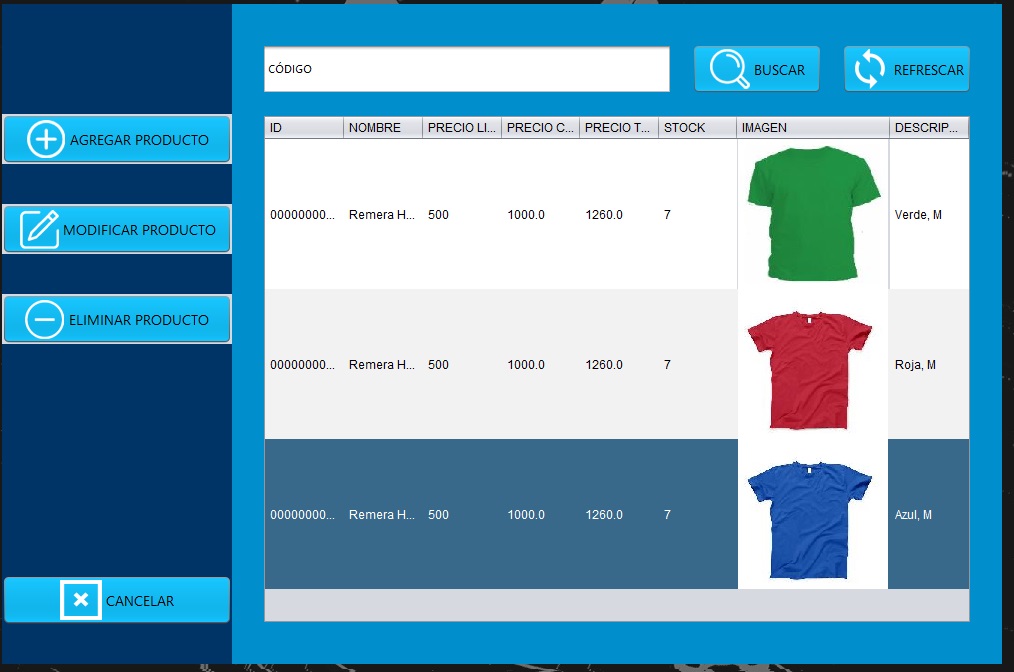 CÓDIGO
BUSCAR
REFRESCAR
AGREGAR PRODUCTO
MODIFICAR PRODUCTO
ELIMINAR PRODUCTO
CANCELAR
ID NOMBRE PRECIO LI... PRECIO C... PRECIO T... STOCK IMAGEN DESCRIP...
00000000... Remera H... 500 1000.0 1260.0 7 Verde, M
00000000... Remera H... 500 1000.0 1260.0 7 Roja, M
00000000... Remera H... 500 1000.0 1260.0 7 Azul, M